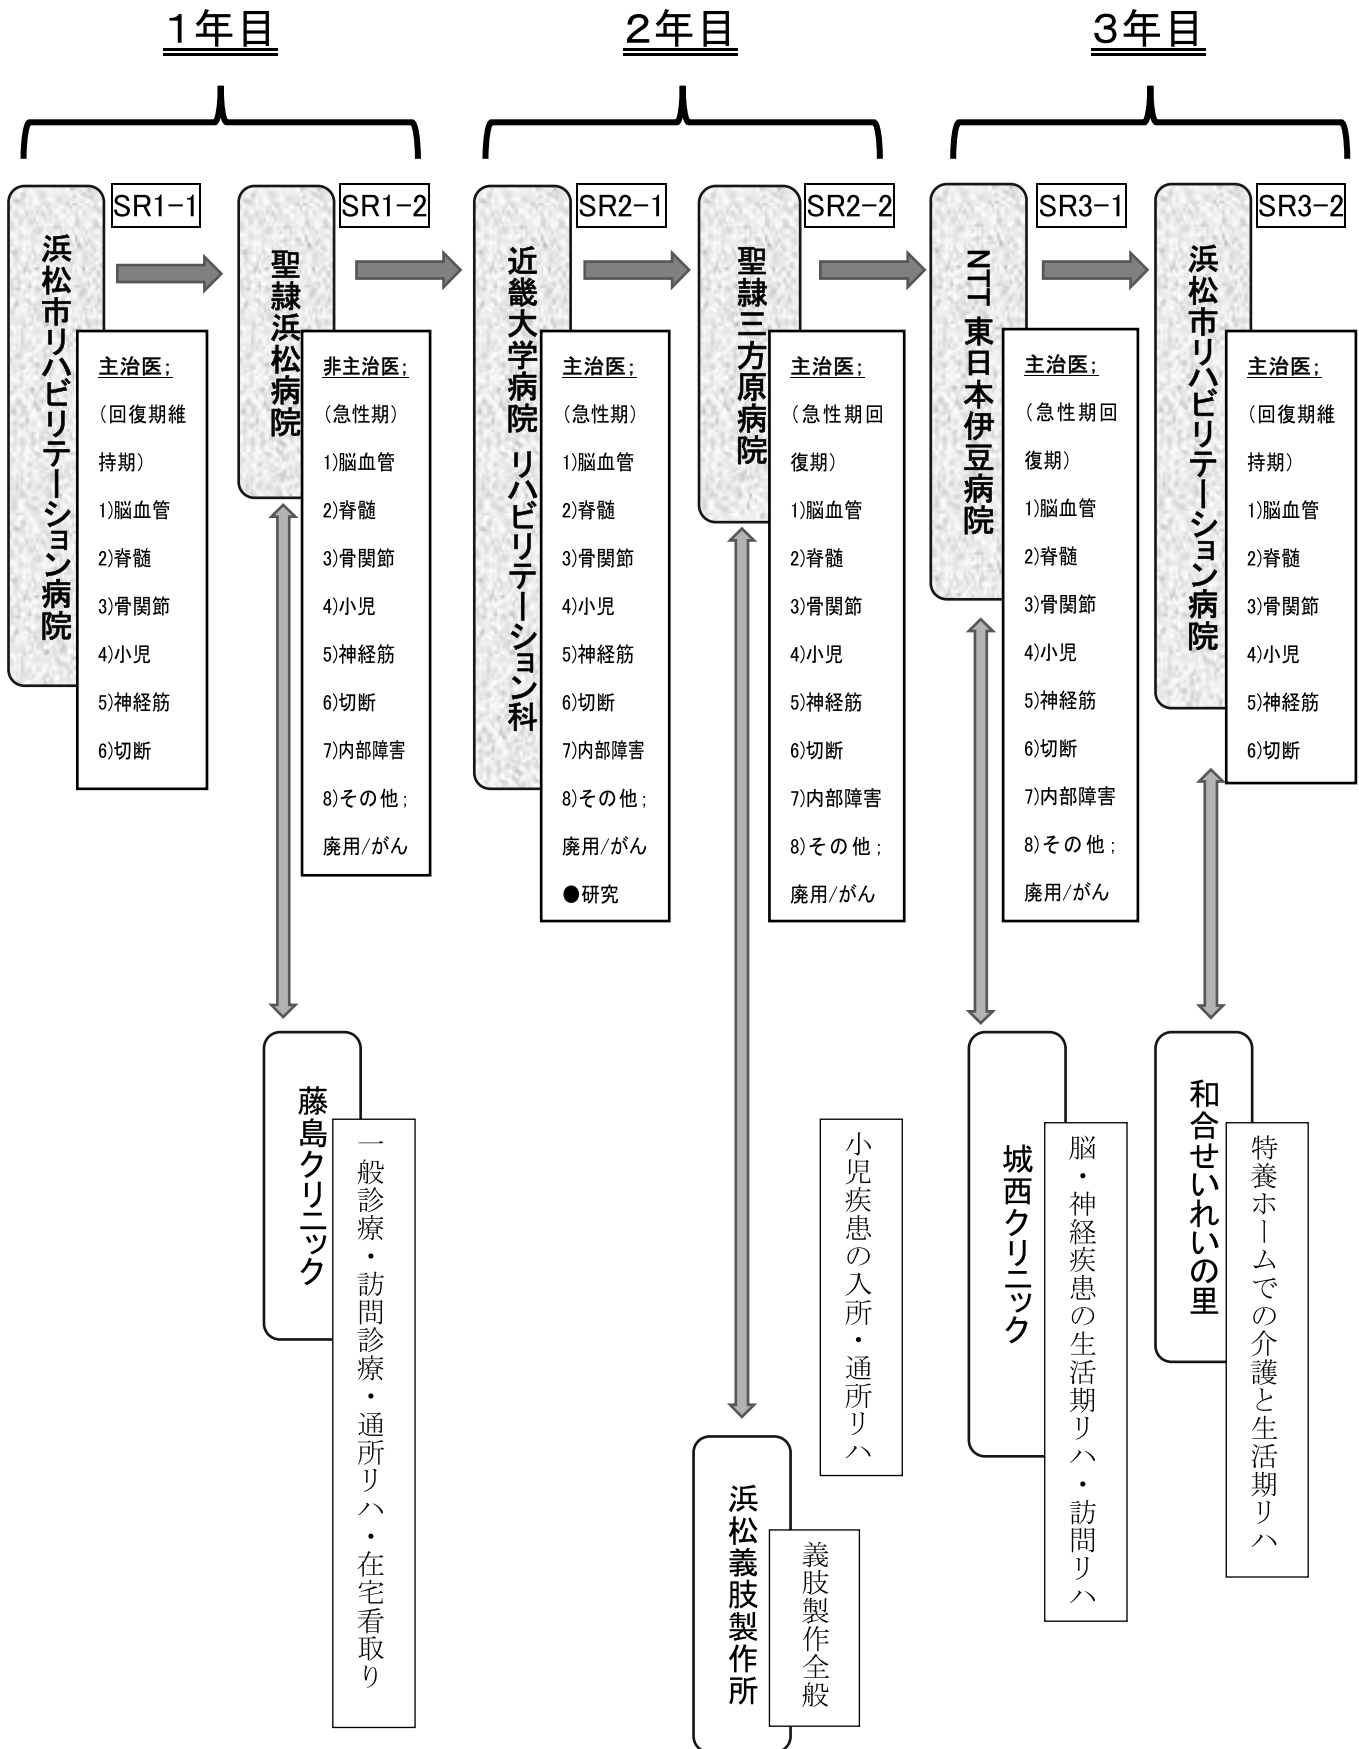 1年目
2年目
3年目
浜松市リハビリテーション病院
SR1-1
主治医;
(回復期維
持期)
1)脳血管
2)脊髄
3)骨関節
4)小児
5)神経筋
6)切断
聖隷浜松病院
SR1-2
非主治医;
(急性期)
1)脳血管
2)脊髄
3)骨関節
4)小児
5)神経筋
6)切断
7)内部障害
8)その他;
廃用/がん
近畿大学病院 リハビリテーション科
SR2-1
主治医;
(急性期)
1)脳血管
2)脊髄
3)骨関節
4)小児
5)神経筋
6)切断
7)内部障害
8)その他;
廃用/がん
●研究
聖隷三方原病院
SR2-2
主治医;
(急性期回
復期)
1)脳血管
2)脊髄
3)骨関節
4)小児
5)神経筋
6)切断
7)内部障害
8)その他;
廃用/がん
NTT 東日本伊豆病院
SR3-1
主治医;
(急性期回
復期)
1)脳血管
2)脊髄
3)骨関節
4)小児
5)神経筋
6)切断
7)内部障害
8)その他;
廃用/がん
浜松市リハビリテーション病院
SR3-2
主治医;
(回復期維
持期)
1)脳血管
2)脊髄
3)骨関節
4)小児
5)神経筋
6)切断
藤島クリニック
一般診療・訪問診療・通所リハ・在宅看取り
小児疾患の入所・通所リハ
浜松義肢製作所
義肢製作全般
城西クリニック
脳・神経疾患の生活期リハ・訪問リハ
和合せいれいの里
特養ホームでの介護と生活期リハ